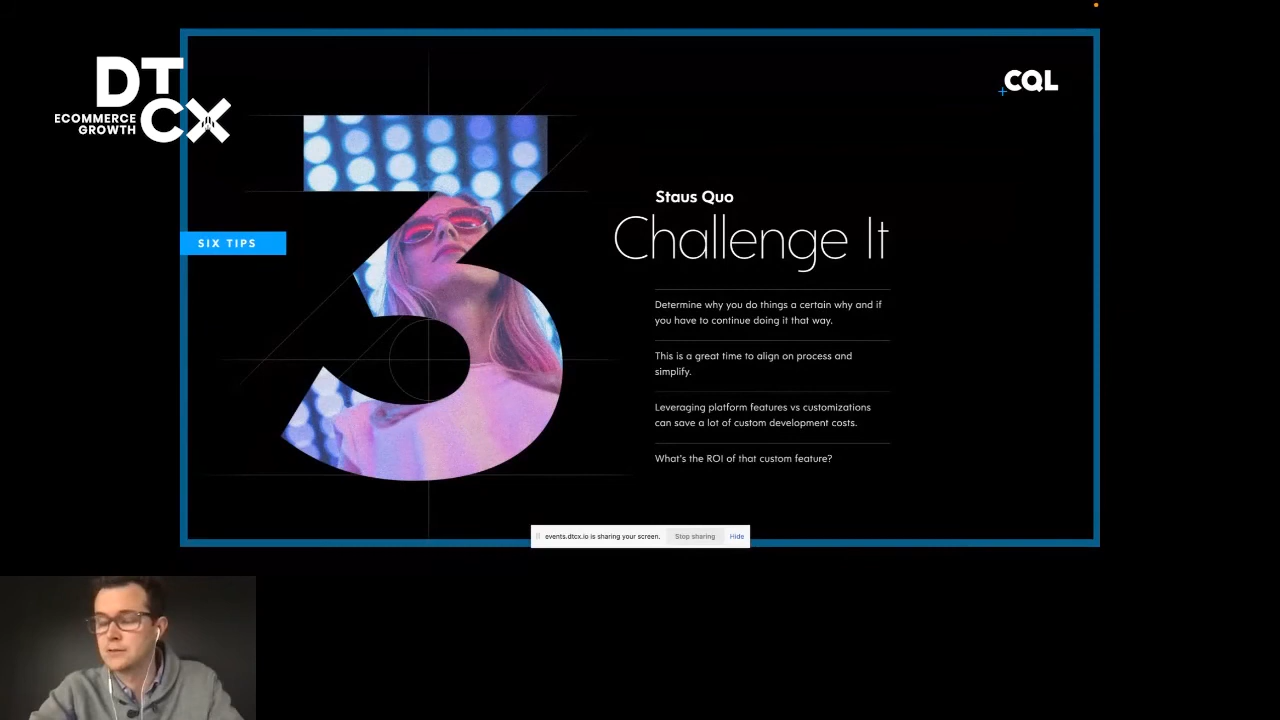 DT
CX
ECOMMERCE
GROWTH
CQL
SIX TIPS
3
Staus Quo
Challenge It
Determine why you do things a certain why and if
you have to continue doing it that way.
This is a great time to align on process and
simplify.
Leveraging platform features vs customizations
can save a lot of custom development costs.
What's the ROI of that custom feature?
events.dtcx.io is sharing your screen.
Stop sharing
Hide